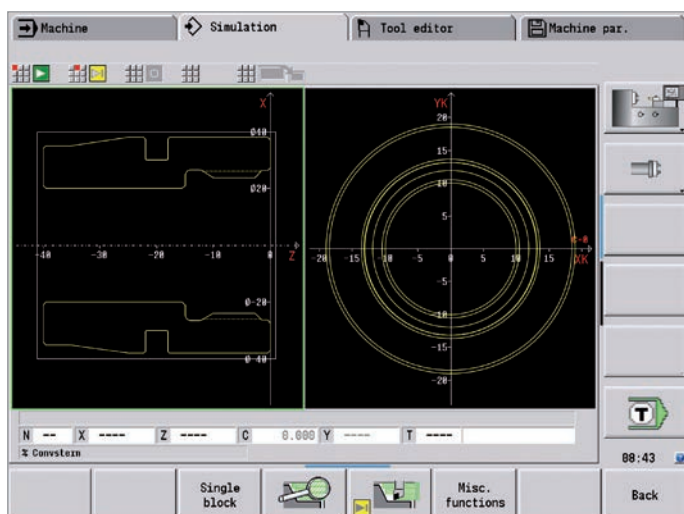 Machine Simulation Tool editor Machine par.
X YK
Ø40 20
15
10
Ø20 5
C-0
-40 -30 -20 -10 0 Z -20 -15 -10 -5 0 5 10 15 XK
-5
Ø-20 -10
-15
Ø-40 -20
N -- X ---- Z ---- C 0.000 Y ---- T ----
% Convstern
T
08:43
Single block Misc. functions Back